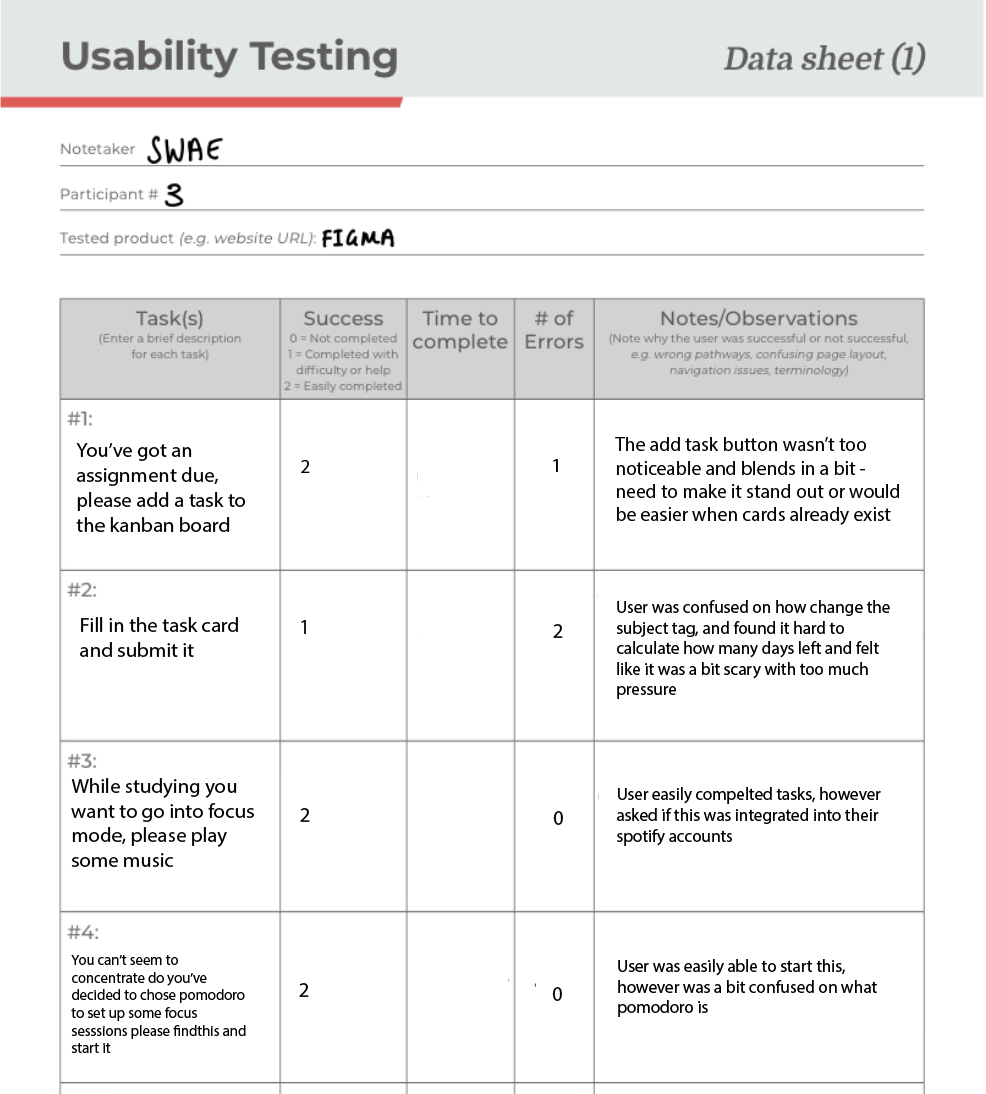 Usability Testing
Data sheet (1)
Notetaker SWAE
Participant # 3
Tested product (e.g. website URL): FIGMA
Task(s)
(Enter a brief description
for each task)
Success
0 = Not completed
1 = Completed with
difficulty or help
2 = Easily completed
Time to
complete
# of
Errors
Notes/Observations
(Note why the user was successful or not successful,
e.g. wrong pathways, confusing page layout,
navigation issues, terminology)
#1:
You've got an
assignment due,
please add a task to
the kanban board
2
1
The add task button wasn't too
noticeable and blends in a bit -
need to make it stand out or would
be easier when cards already exist
#2:
Fill in the task card
and submit it
1
2
User was confused on how change the
subject tag, and found it hard to
calculate how many days left and felt
like it was a bit scary with too much
pressure
#3:
While studying you
want to go into focus
mode, please play
some music
2
0
User easily compelted tasks, however
asked if this was integrated into their
spotify accounts
#4:
You can't seem to
concentrate do you've
decided to chose pomodoro
to set up some focus
sesssions please findthis and
start it
2
0
User was easily able to start this,
however was a bit confused on what
pomodoro is